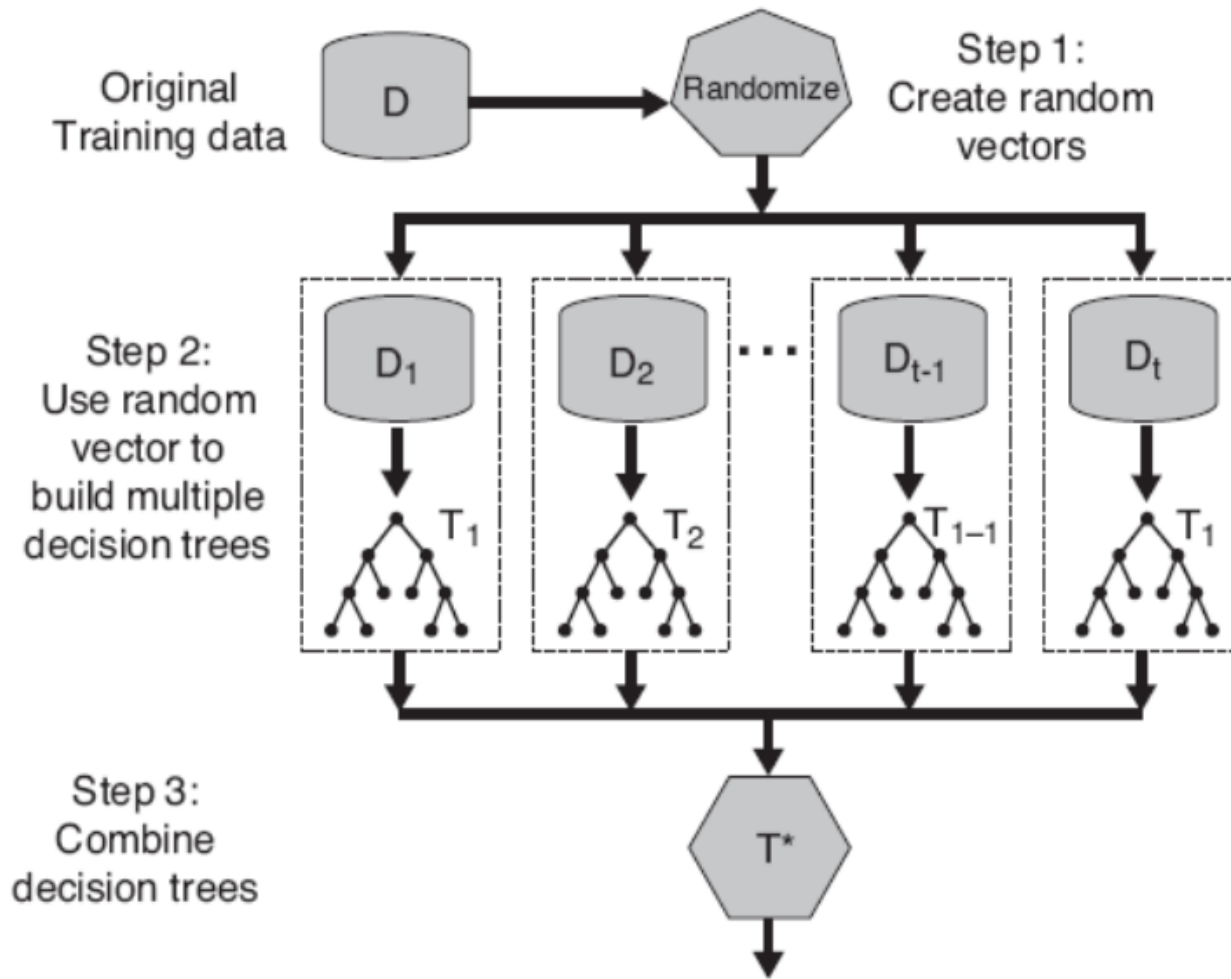 Original
Training data
D
Randomize
Step 1:
Create random
vectors
Step 2:
Use random
vector to
build multiple
decision trees
D₁
D₂
...
Dₜ₋₁
Dₜ
T₁
T₂
T₁₋₁
T₁
Step 3:
Combine
decision trees
T*